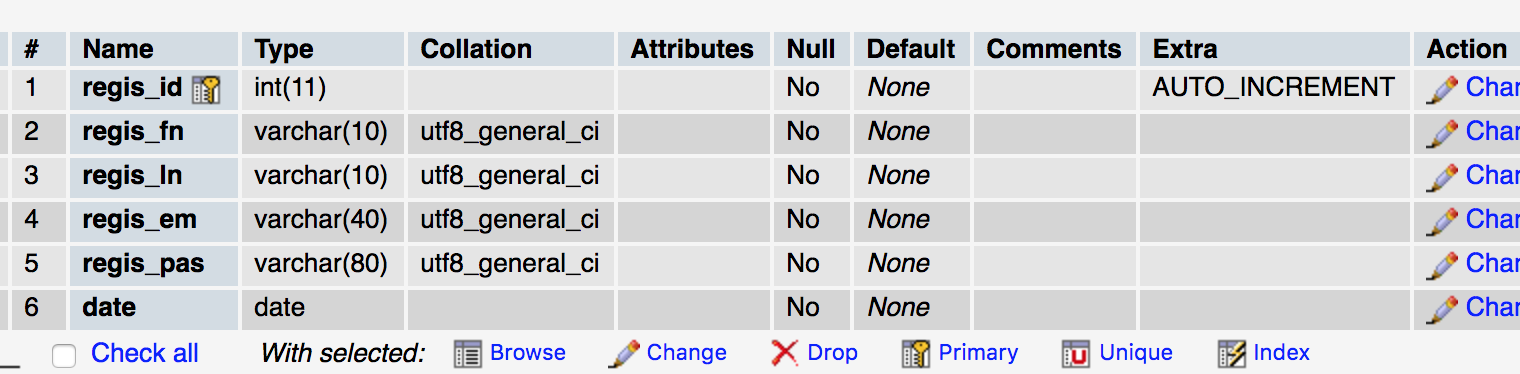 # Name Type Collation Attributes Null Default Comments Extra Action
1 regis_id int(11) No None AUTO_INCREMENT Char
2 regis_fn varchar(10) utf8_general_ci No None Char
3 regis_ln varchar(10) utf8_general_ci No None Char
4 regis_em varchar(40) utf8_general_ci No None Char
5 regis_pas varchar(80) utf8_general_ci No None Char
6 date date No None Char
Check all With selected: Browse Change Drop Primary Unique Index